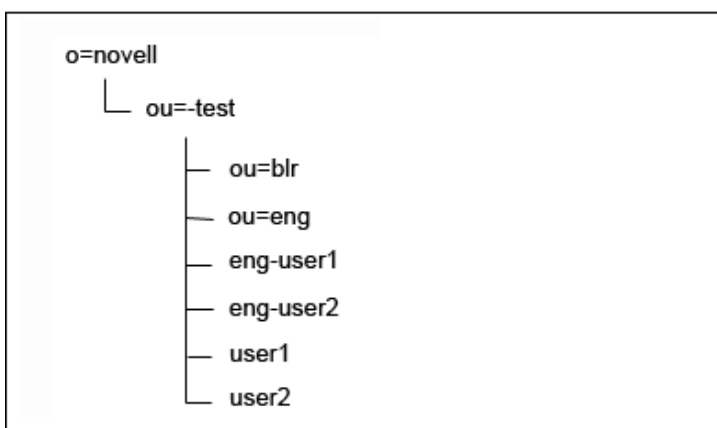 o=novell
ou=-test
ou=blr
ou=eng
eng-user1
eng-user2
user1
user2